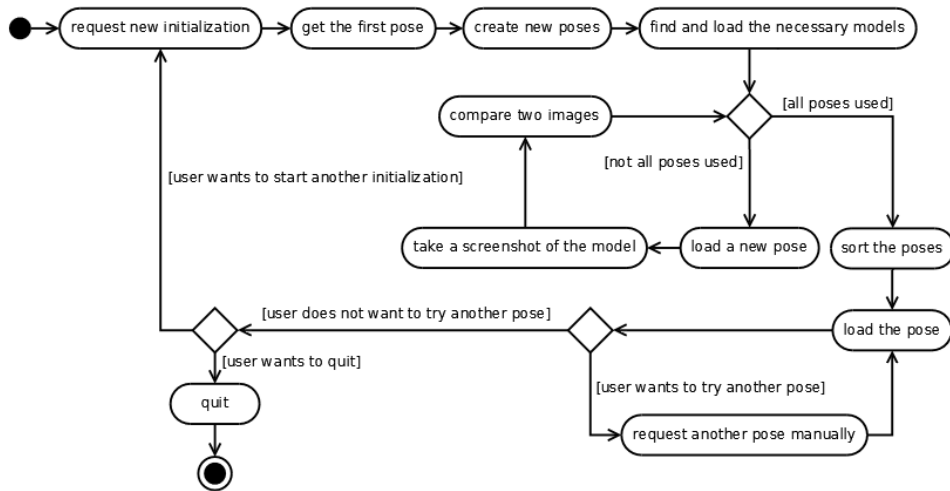 request new initialization
get the first pose
create new poses
find and load the necessary models
[all poses used]
compare two images
[not all poses used]
[user wants to start another initialization]
take a screenshot of the model
load a new pose
sort the poses
[user does not want to try another pose]
load the pose
[user wants to quit]
[user wants to try another pose]
quit
request another pose manually